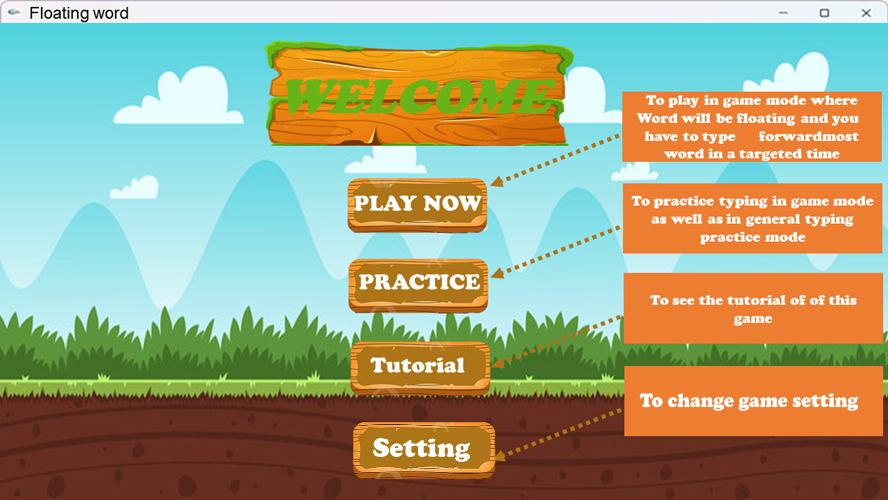 Floating word
WELCOME
To play in game mode where
Word will be floating and you
have to type forwardmost
word in a targeted time
PLAY NOW
To practice typing in game mode
as well as in general typing
practice mode
PRACTICE
To see the tutorial of of this
game
Tutorial
To change game setting
Setting